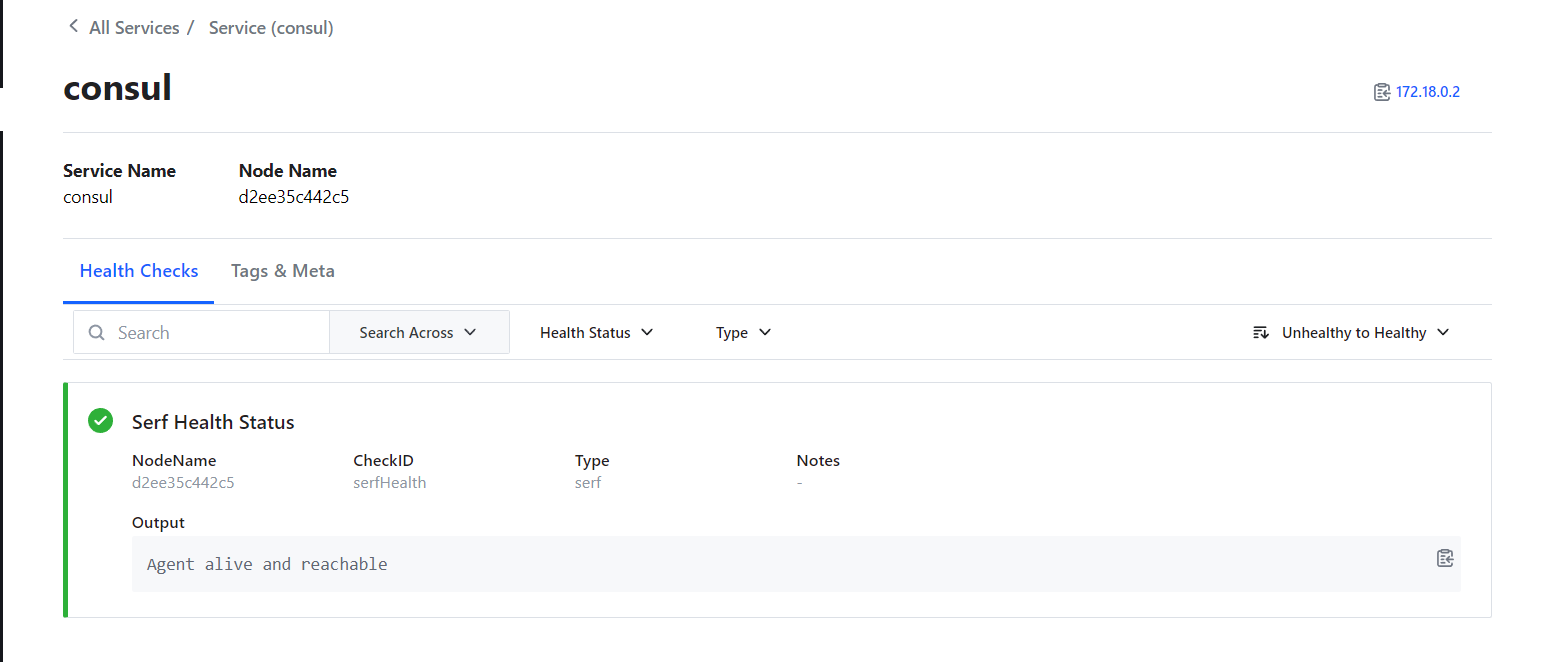 All Services / Service (consul)
consul
172.18.0.2
Service Name Node Name
consul d2ee35c442c5
Health Checks Tags & Meta
Search Search Across Health Status Type Unhealthy to Healthy
Serf Health Status
NodeName CheckID Type Notes
d2ee35c442c5 serfHealth serf -
Output
Agent alive and reachable